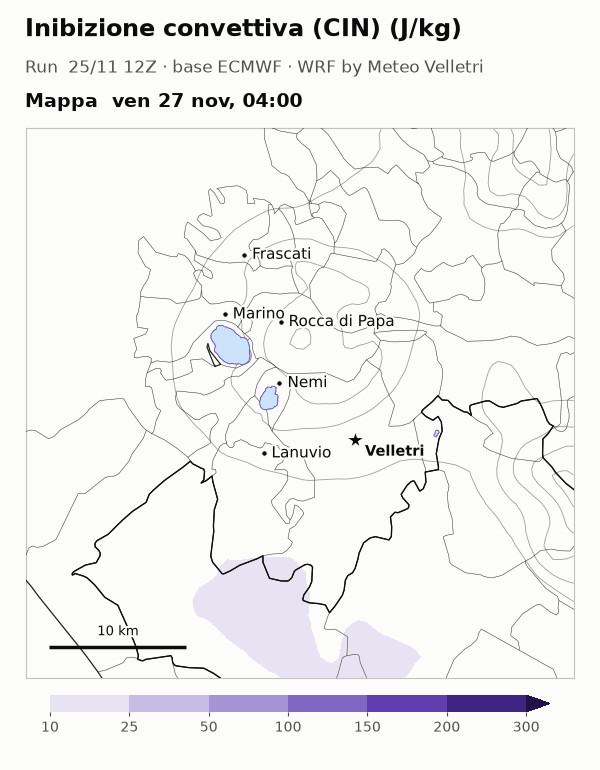 Inibizione convettiva (CIN) (J/kg)
Run  25/11 12Z · base ECMWF · WRF by Meteo Velletri
Mappa  ven 27 nov, 04:00
Frascati
Marino
Rocca di Papa
Nemi
Velletri
Lanuvio
10 km
10 25 50 100 150 200 300